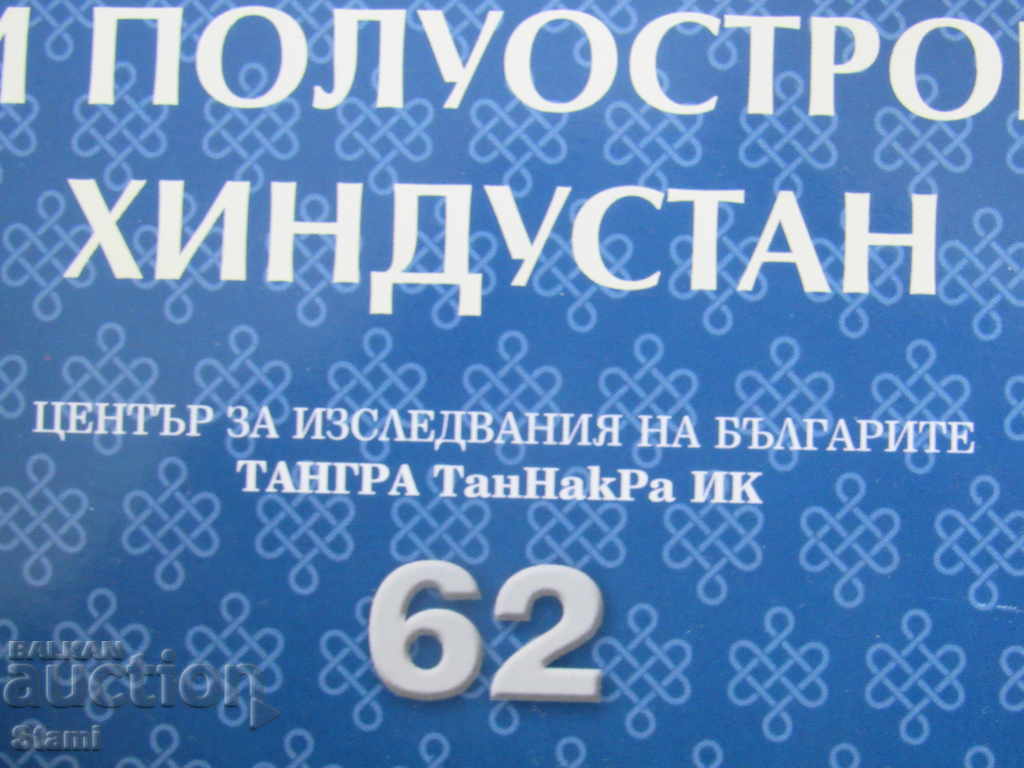 И ПОЛУОСТРОВ
ХИНДУСТАН
ЦЕНТЪР ЗА ИЗСЛЕДВАНИЯ НА БЪЛГАРИТЕ
ТАНГРА ТанНакРа ИК
62
BALKAN
auction
Stami